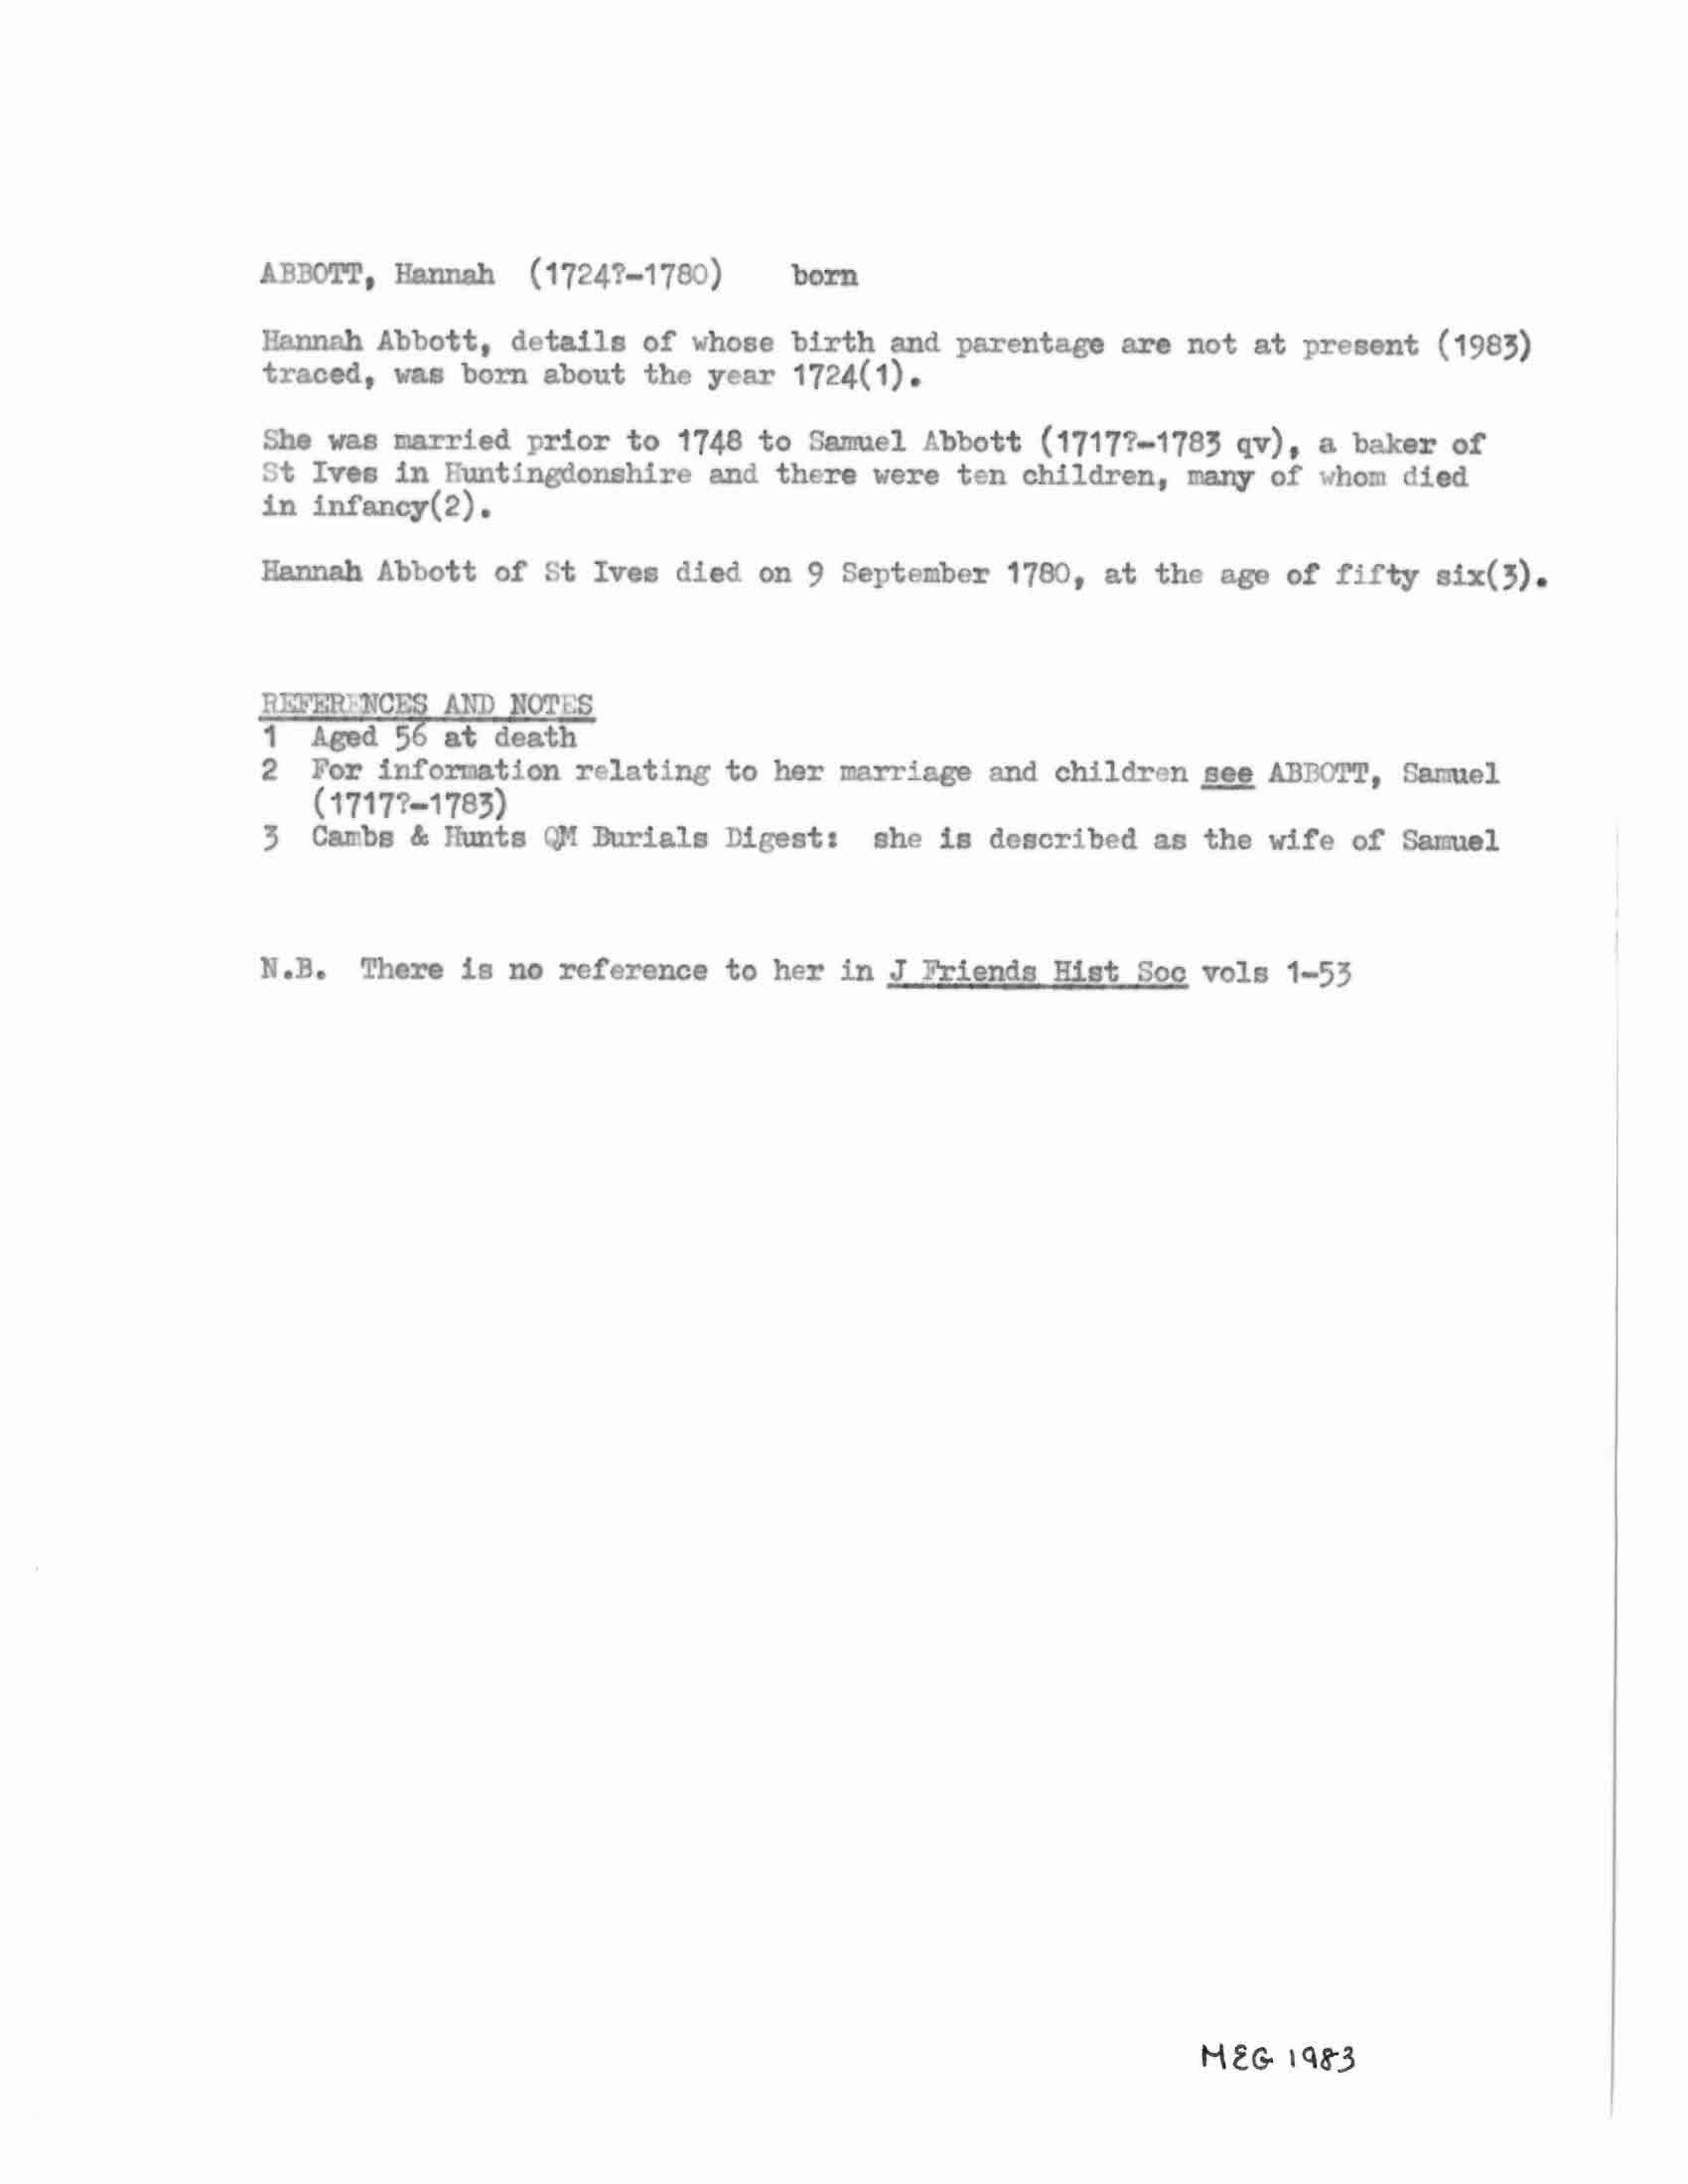 ABBOTT, Hannah (1724?-1780) born
Hannah Abbott, details of whose birth and parentage are not at present (1983)
traced, was born about the year 1724(1).
She was married prior to 1748 to Samuel Abbott (1717?-1783 qv), a baker of
St Ives in Huntingdonshire and there were ten children, many of whom died
in infancy(2).
Hannah Abbott of St Ives died on 9 September 1780, at the age of fifty six(3).
REFERENCES AND NOTES
1 Aged 56 at death
2 For information relating to her marriage and children see ABBOTT, Samuel
(1717?-1783)
3 Cambs & Hunts QM Burials Digest: she is described as the wife of Samuel
N.B. There is no reference to her in J Friends Hist Soc vols 1-53
MEG 1983